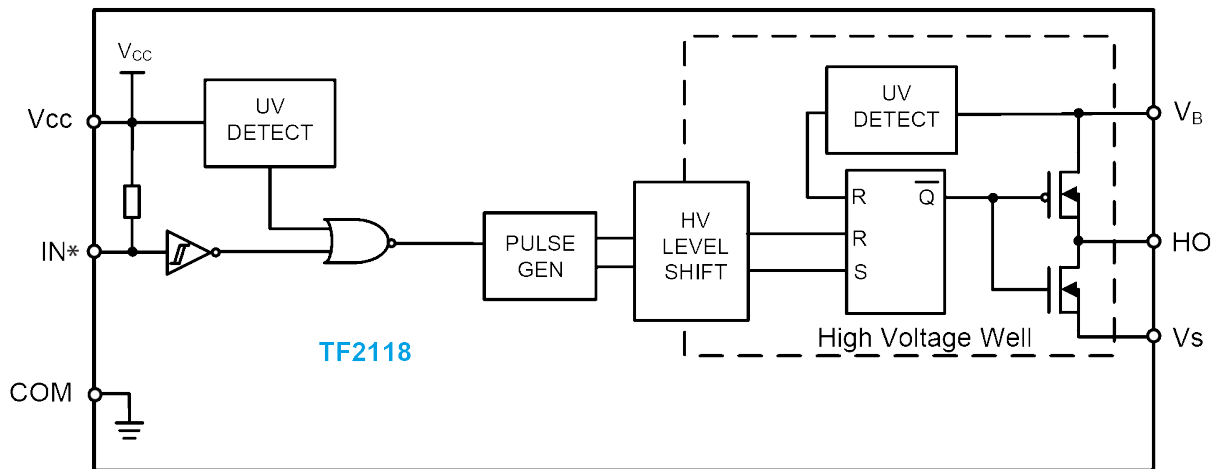 VCC
Vcc
UV
DETECT
UV
DETECT
VB
R
Q
IN*
PULSE
GEN
HV
LEVEL
SHIFT
R
S
HO
TF2118
High Voltage Well
Vs
COM